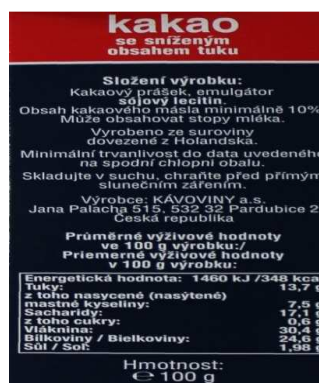 kakao
se sníženým
obsahem tuku
Složení výrobku:
Kakaový prášek, emulgátor
sójový lecitin.
Obsah kakaového másla minimálně 10%
Může obsahovat stopy mléka.
Vyrobeno ze suroviny
dovezené z Holandska.
Minimální trvanlivost do data uvedeného
na spodní chlopni obalu.
Skladujte v suchu, chraňte před přímým
slunečním zářením.
Výrobce: KÁVOVINY a.s.
Jana Palacha 515, 532 32 Pardubice 2
Česká republika
Průměrné výživové hodnoty
ve 100 g výrobku:/
Priemerné výživové hodnoty
v 100 g výrobku:
Energetická hodnota: 1460 kJ /348 kca
Tuky: 13,7 g
z toho nasycené (nasýtené)
mastné kyseliny: 7,5 g
Sacharidy: 17,1 g
z toho cukry: 0,6 g
Vláknina: 30,4 g
Bílkoviny / Bielkoviny: 24,6 g
Sůl / Soľ: 1,98 g
Hmotnost:
℮ 100 g